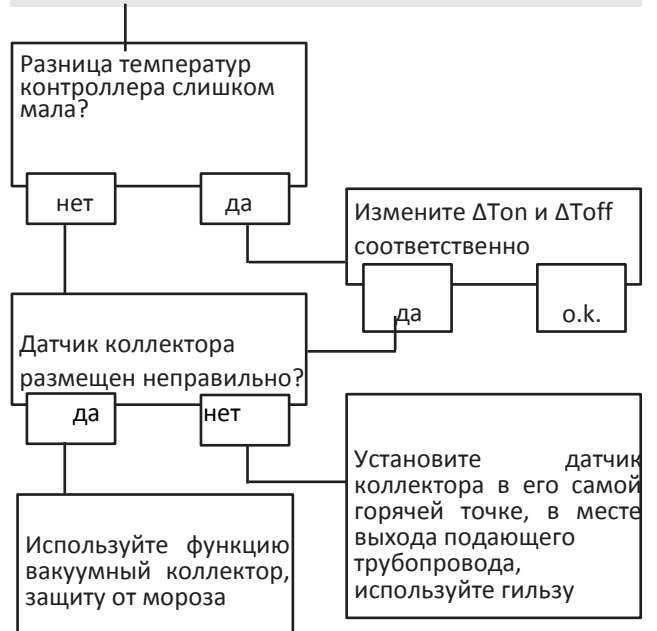 Разница температур
контроллера слишком
мала?
нет
да
Измените ΔTon и ΔToff
соответственно
да
o.k.
Датчик коллектора
размещен неправильно?
да
нет
Установите датчик
коллектора в его самой
горячей точке, в месте
выхода подающего
трубопровода,
используйте гильзу
Используйте функцию
вакуумный коллектор,
защиту от мороза